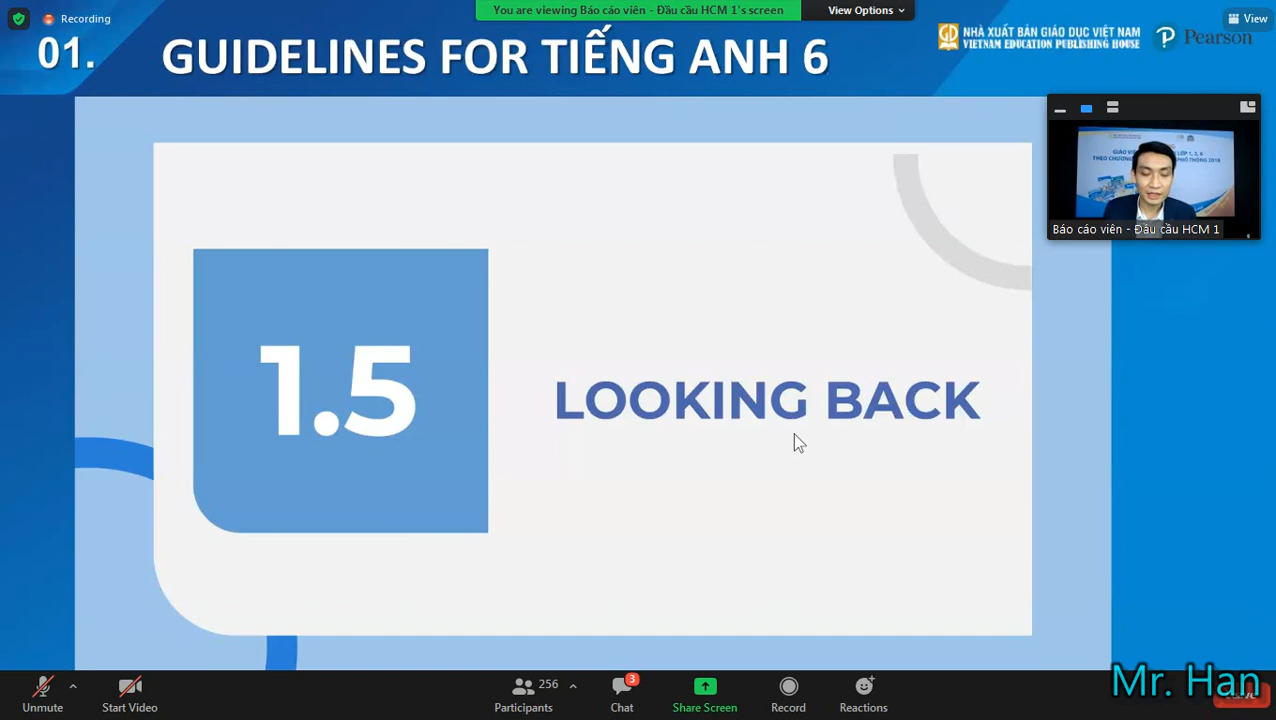 Recording
You are viewing Báo cáo viên - Đầu cầu HCM 1's screen
View Options
View
01. GUIDELINES FOR TIẾNG ANH 6
NHÀ XUẤT BẢN GIÁO DỤC VIỆT NAM
VIETNAM EDUCATION PUBLISHING HOUSE
Pearson
Báo cáo viên - Đầu cầu HCM 1
1.5
LOOKING BACK
Mr. Han
256
3
Unmute
Start Video
Participants
Chat
Share Screen
Record
Reactions